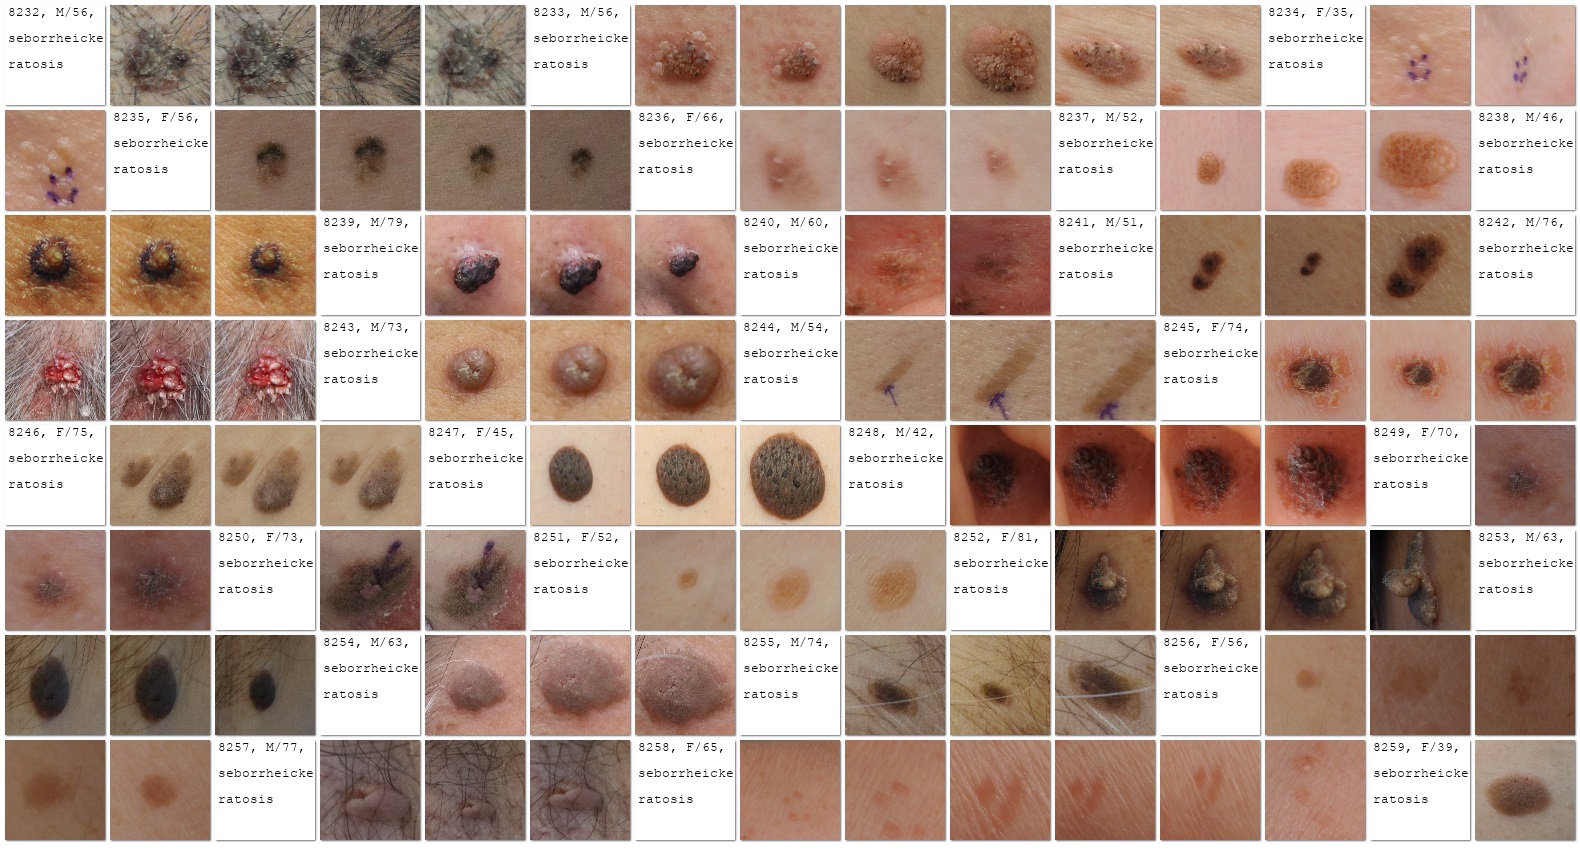 8232, M/56,
seborrheicke
ratosis
8233, M/56,
seborrheicke
ratosis
8234, F/35,
seborrheicke
ratosis
8235, F/56,
seborrheicke
ratosis
8236, F/66,
seborrheicke
ratosis
8237, M/52,
seborrheicke
ratosis
8238, M/46,
seborrheicke
ratosis
8239, M/79,
seborrheicke
ratosis
8240, M/60,
seborrheicke
ratosis
8241, M/51,
seborrheicke
ratosis
8242, M/76,
seborrheicke
ratosis
8243, M/73,
seborrheicke
ratosis
8244, M/54,
seborrheicke
ratosis
8245, F/74,
seborrheicke
ratosis
8246, F/75,
seborrheicke
ratosis
8247, F/45,
seborrheicke
ratosis
8248, M/42,
seborrheicke
ratosis
8249, F/70,
seborrheicke
ratosis
8250, F/73,
seborrheicke
ratosis
8251, F/52,
seborrheicke
ratosis
8252, F/81,
seborrheicke
ratosis
8253, M/63,
seborrheicke
ratosis
8254, M/63,
seborrheicke
ratosis
8255, M/74,
seborrheicke
ratosis
8256, F/56,
seborrheicke
ratosis
8257, M/77,
seborrheicke
ratosis
8258, F/65,
seborrheicke
ratosis
8259, F/39,
seborrheicke
ratosis